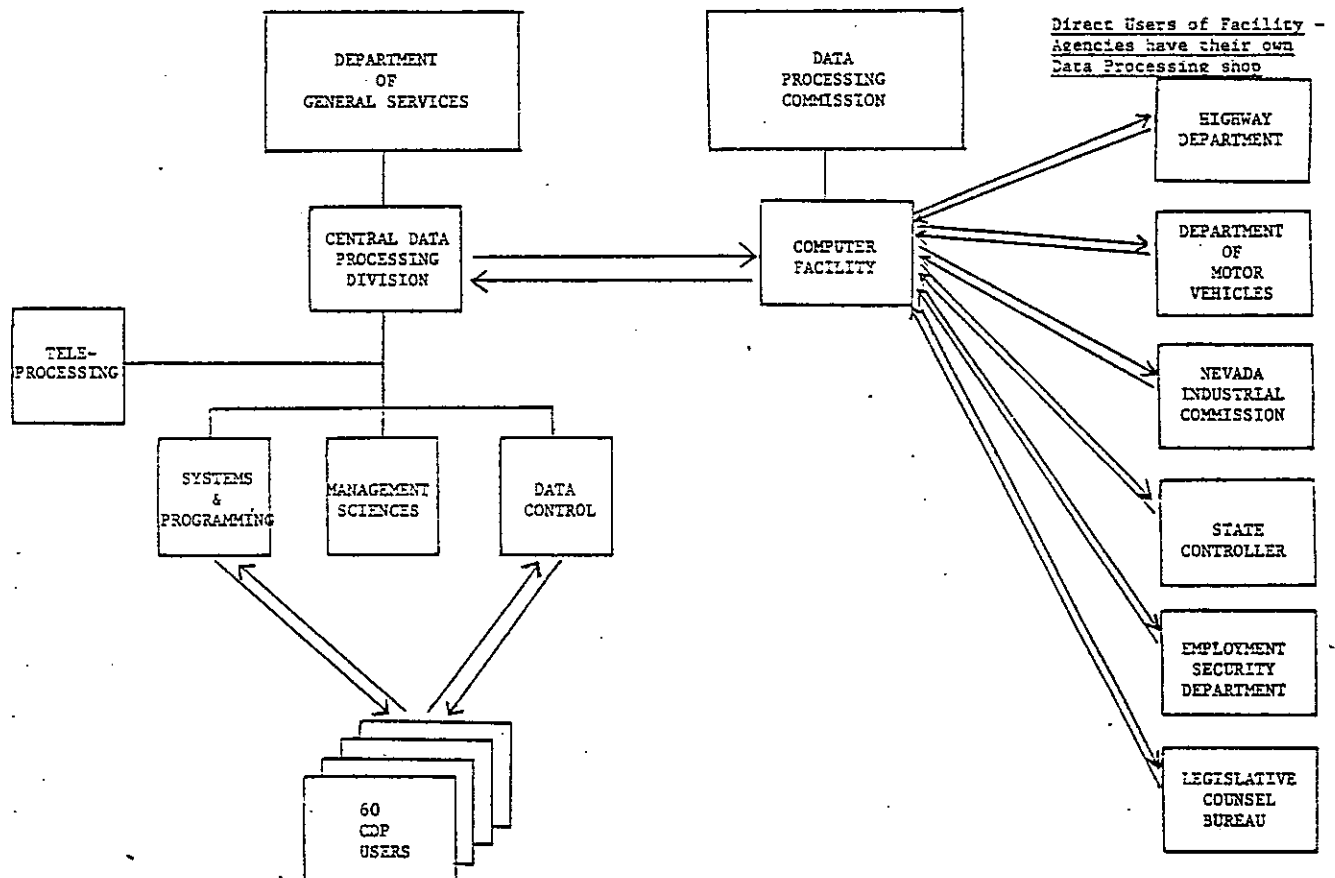 Direct Users of Facility -
Agencies have their own
Data Processing shop
DEPARTMENT
OF
GENERAL SERVICES
DATA
PROCESSING
COMMISSION
HIGHWAY
DEPARTMENT
CENTRAL DATA
PROCESSING
DIVISION
COMPUTER
FACILITY
DEPARTMENT
OF
MOTOR
VEHICLES
TELE-
PROCESSING
NEVADA
INDUSTRIAL
COMMISSION
SYSTEMS
&
PROGRAMMING
MANAGEMENT
SCIENCES
DATA
CONTROL
STATE
CONTROLLER
EMPLOYMENT
SECURITY
DEPARTMENT
LEGISLATIVE
COUNSEL
BUREAU
60
CDP
USERS